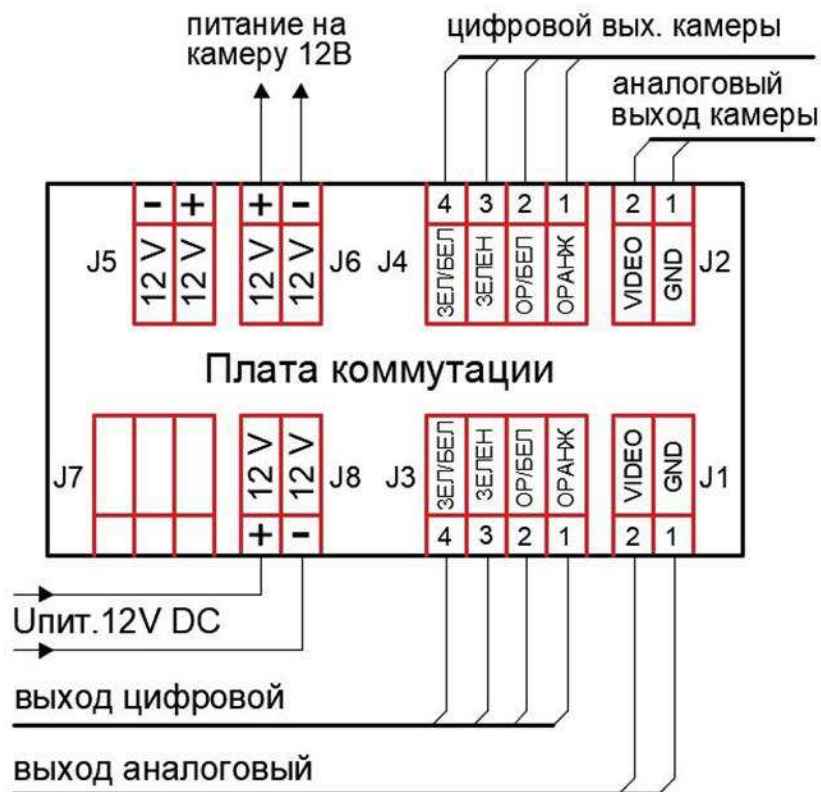 питание на
камеру 12В
цифровой вых. камеры
аналоговый
выход камеры
- + + - 4 3 2 1 2 1
J5 12 V 12 V 12 V 12 V J6 J4 ЗЕЛ/БЕЛ ЗЕЛЕН ОР/БЕЛ ОРАНЖ VIDEO GND J2
Плата коммутации
J7 12 V 12 V J8 J3 ЗЕЛ/БЕЛ ЗЕЛЕН ОР/БЕЛ ОРАНЖ VIDEO GND J1
+ - 4 3 2 1 2 1
Uпит.12V DC
выход цифровой
выход аналоговый